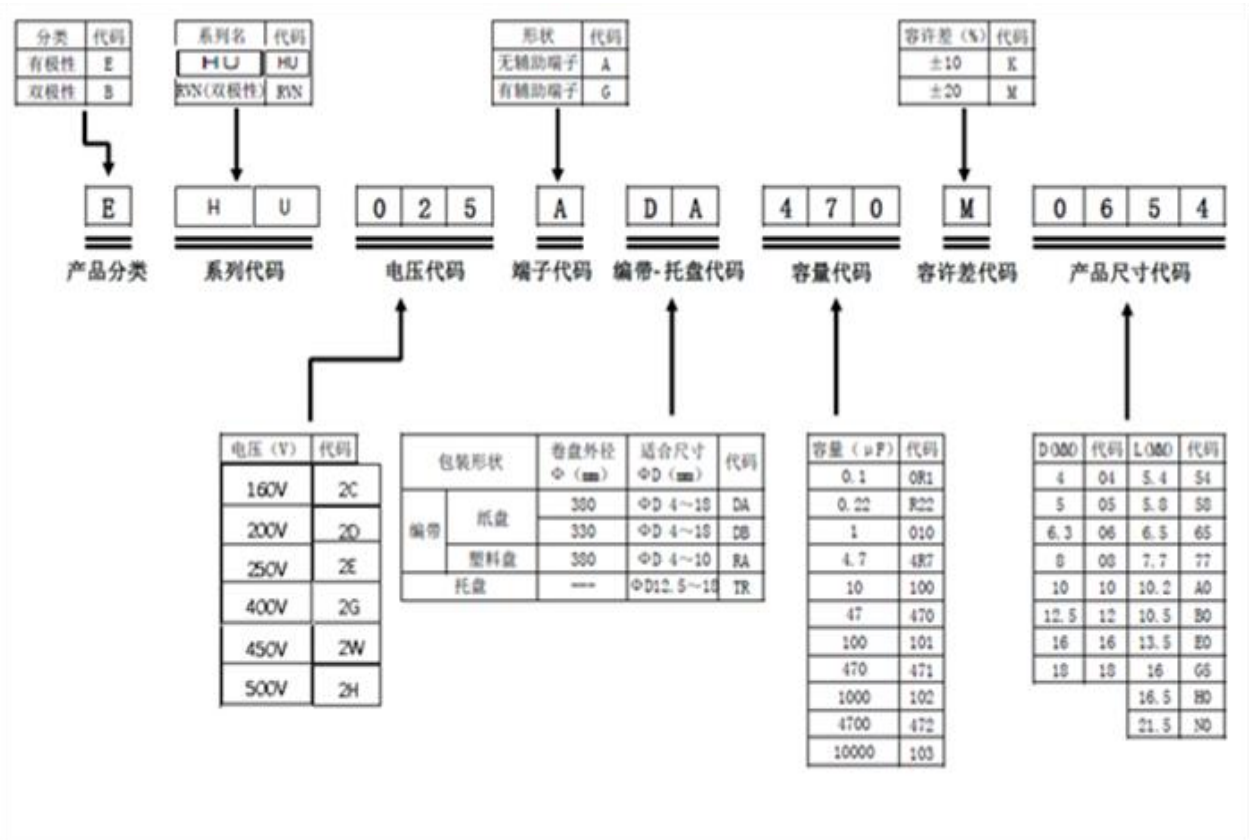 分类 代码
有极性 E
双极性 B
系列名 代码
HU HU
RVN(双极性) RVN
形状 代码
无辅助端子 A
有辅助端子 G
容许差（%） 代码
±10 K
±20 M
E H U 0 2 5 A D A 4 7 0 M 0 6 5 4
产品分类 系列代码 电压代码 端子代码 编带-托盘代码 容量代码 容许差代码 产品尺寸代码
电压（V） 代码
160V 2C
200V 2D
250V 2E
400V 2G
450V 2W
500V 2H
包装形状 卷盘外径 Φ（mm） 适合尺寸 ΦD（mm） 代码
编带 纸盘 380 ΦD 4～18 DA
330 ΦD 4～18 DB
塑料盘 380 ΦD 4～10 RA
托盘 --- ΦD12.5～18 TR
容量（μF） 代码
0.1 0R1
0.22 R22
1 010
4.7 4R7
10 100
47 470
100 101
470 471
1000 102
4700 472
10000 103
D(MM) 代码 L(MM) 代码
4 04 5.4 54
5 05 5.8 58
6.3 06 6.5 65
8 08 7.7 77
10 10 10.2 A0
12.5 12 10.5 B0
16 16 13.5 E0
18 18 16 G5
16.5 H0
21.5 N0